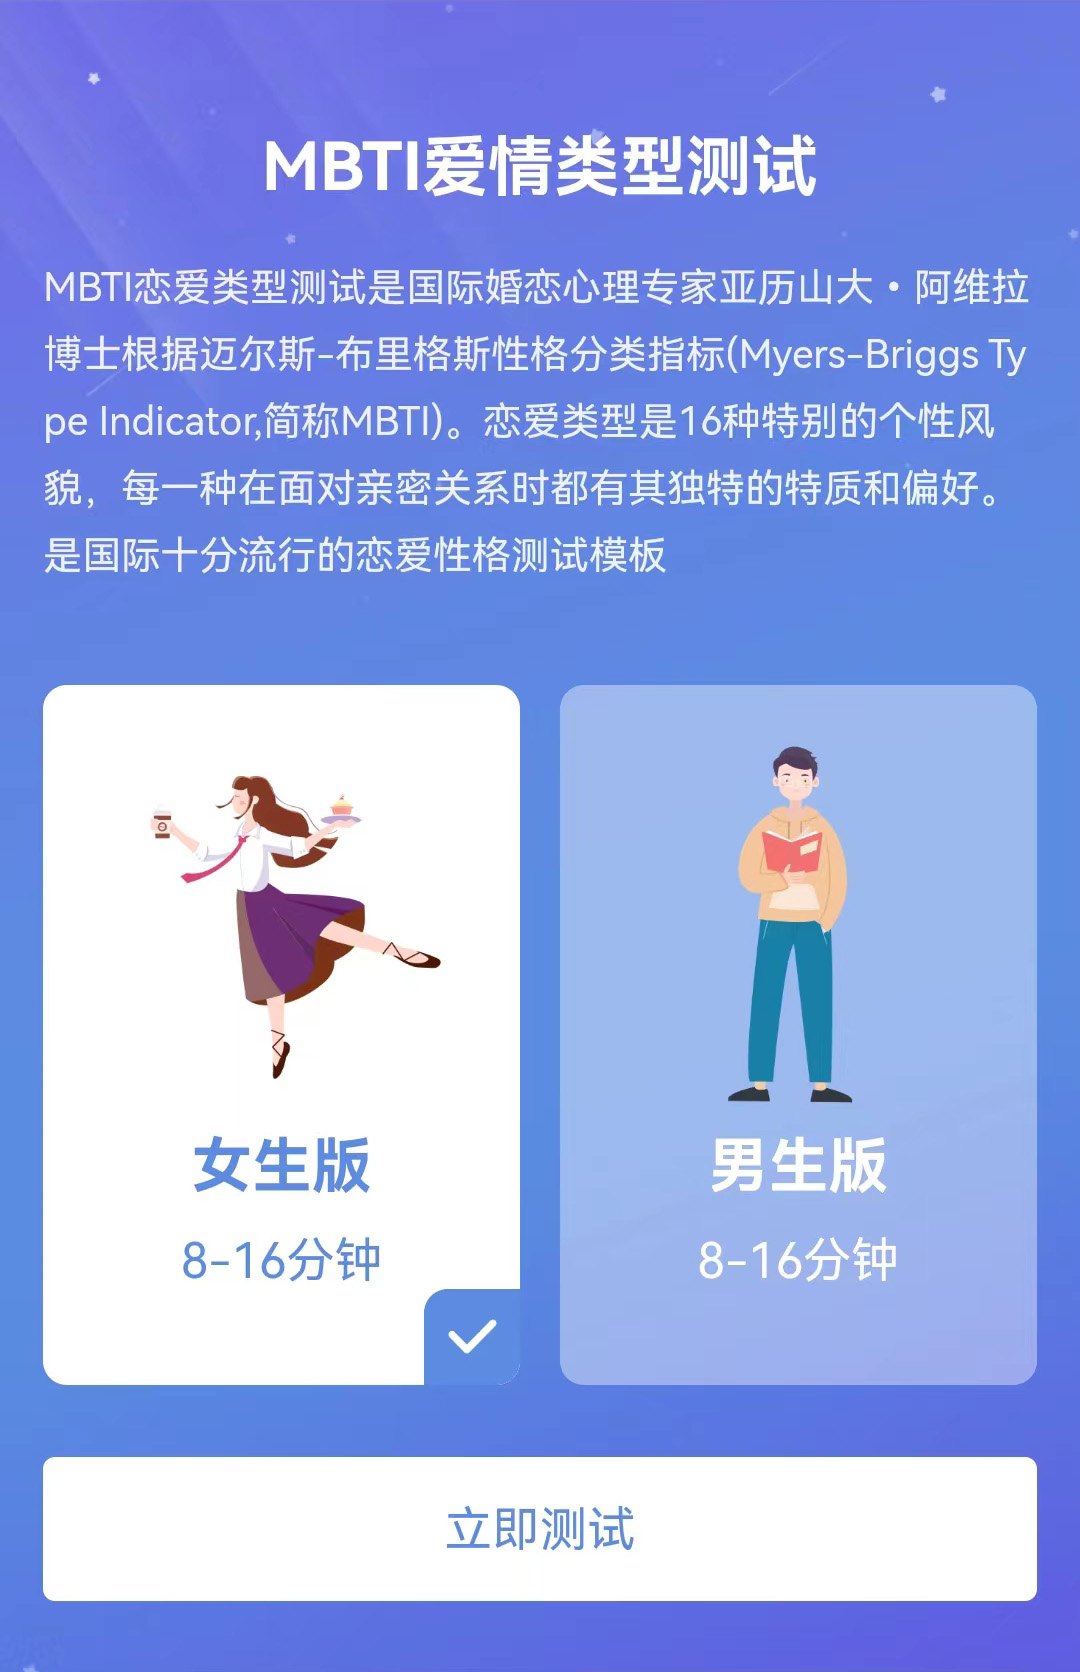 MBTI爱情类型测试
MBTI恋爱类型测试是国际婚恋心理专家亚历山大·阿维拉
博士根据迈尔斯-布里格斯性格分类指标(Myers-Briggs Ty
pe Indicator,简称MBTI)。恋爱类型是16种特别的个性风
貌，每一种在面对亲密关系时都有其独特的特质和偏好。
是国际十分流行的恋爱性格测试模板
女生版
8-16分钟
男生版
8-16分钟
立即测试